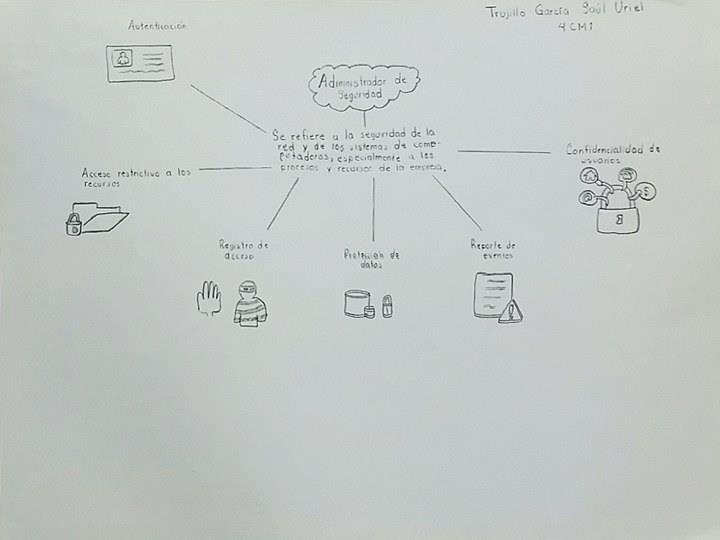 Trujillo García Saúl Uriel
4CM1
Autenticación
Administrador de
Seguridad
Se refiere a la seguridad de la
red y de los sistemas de comp-
utadoras, especialmente a los
procesos y recursos de la empresa.
Confidencialidad de
usuarios
Acceso restrictivo a los
recursos
Registro de
acceso
Protección de
datos
Reporte de
eventos
$
@
B